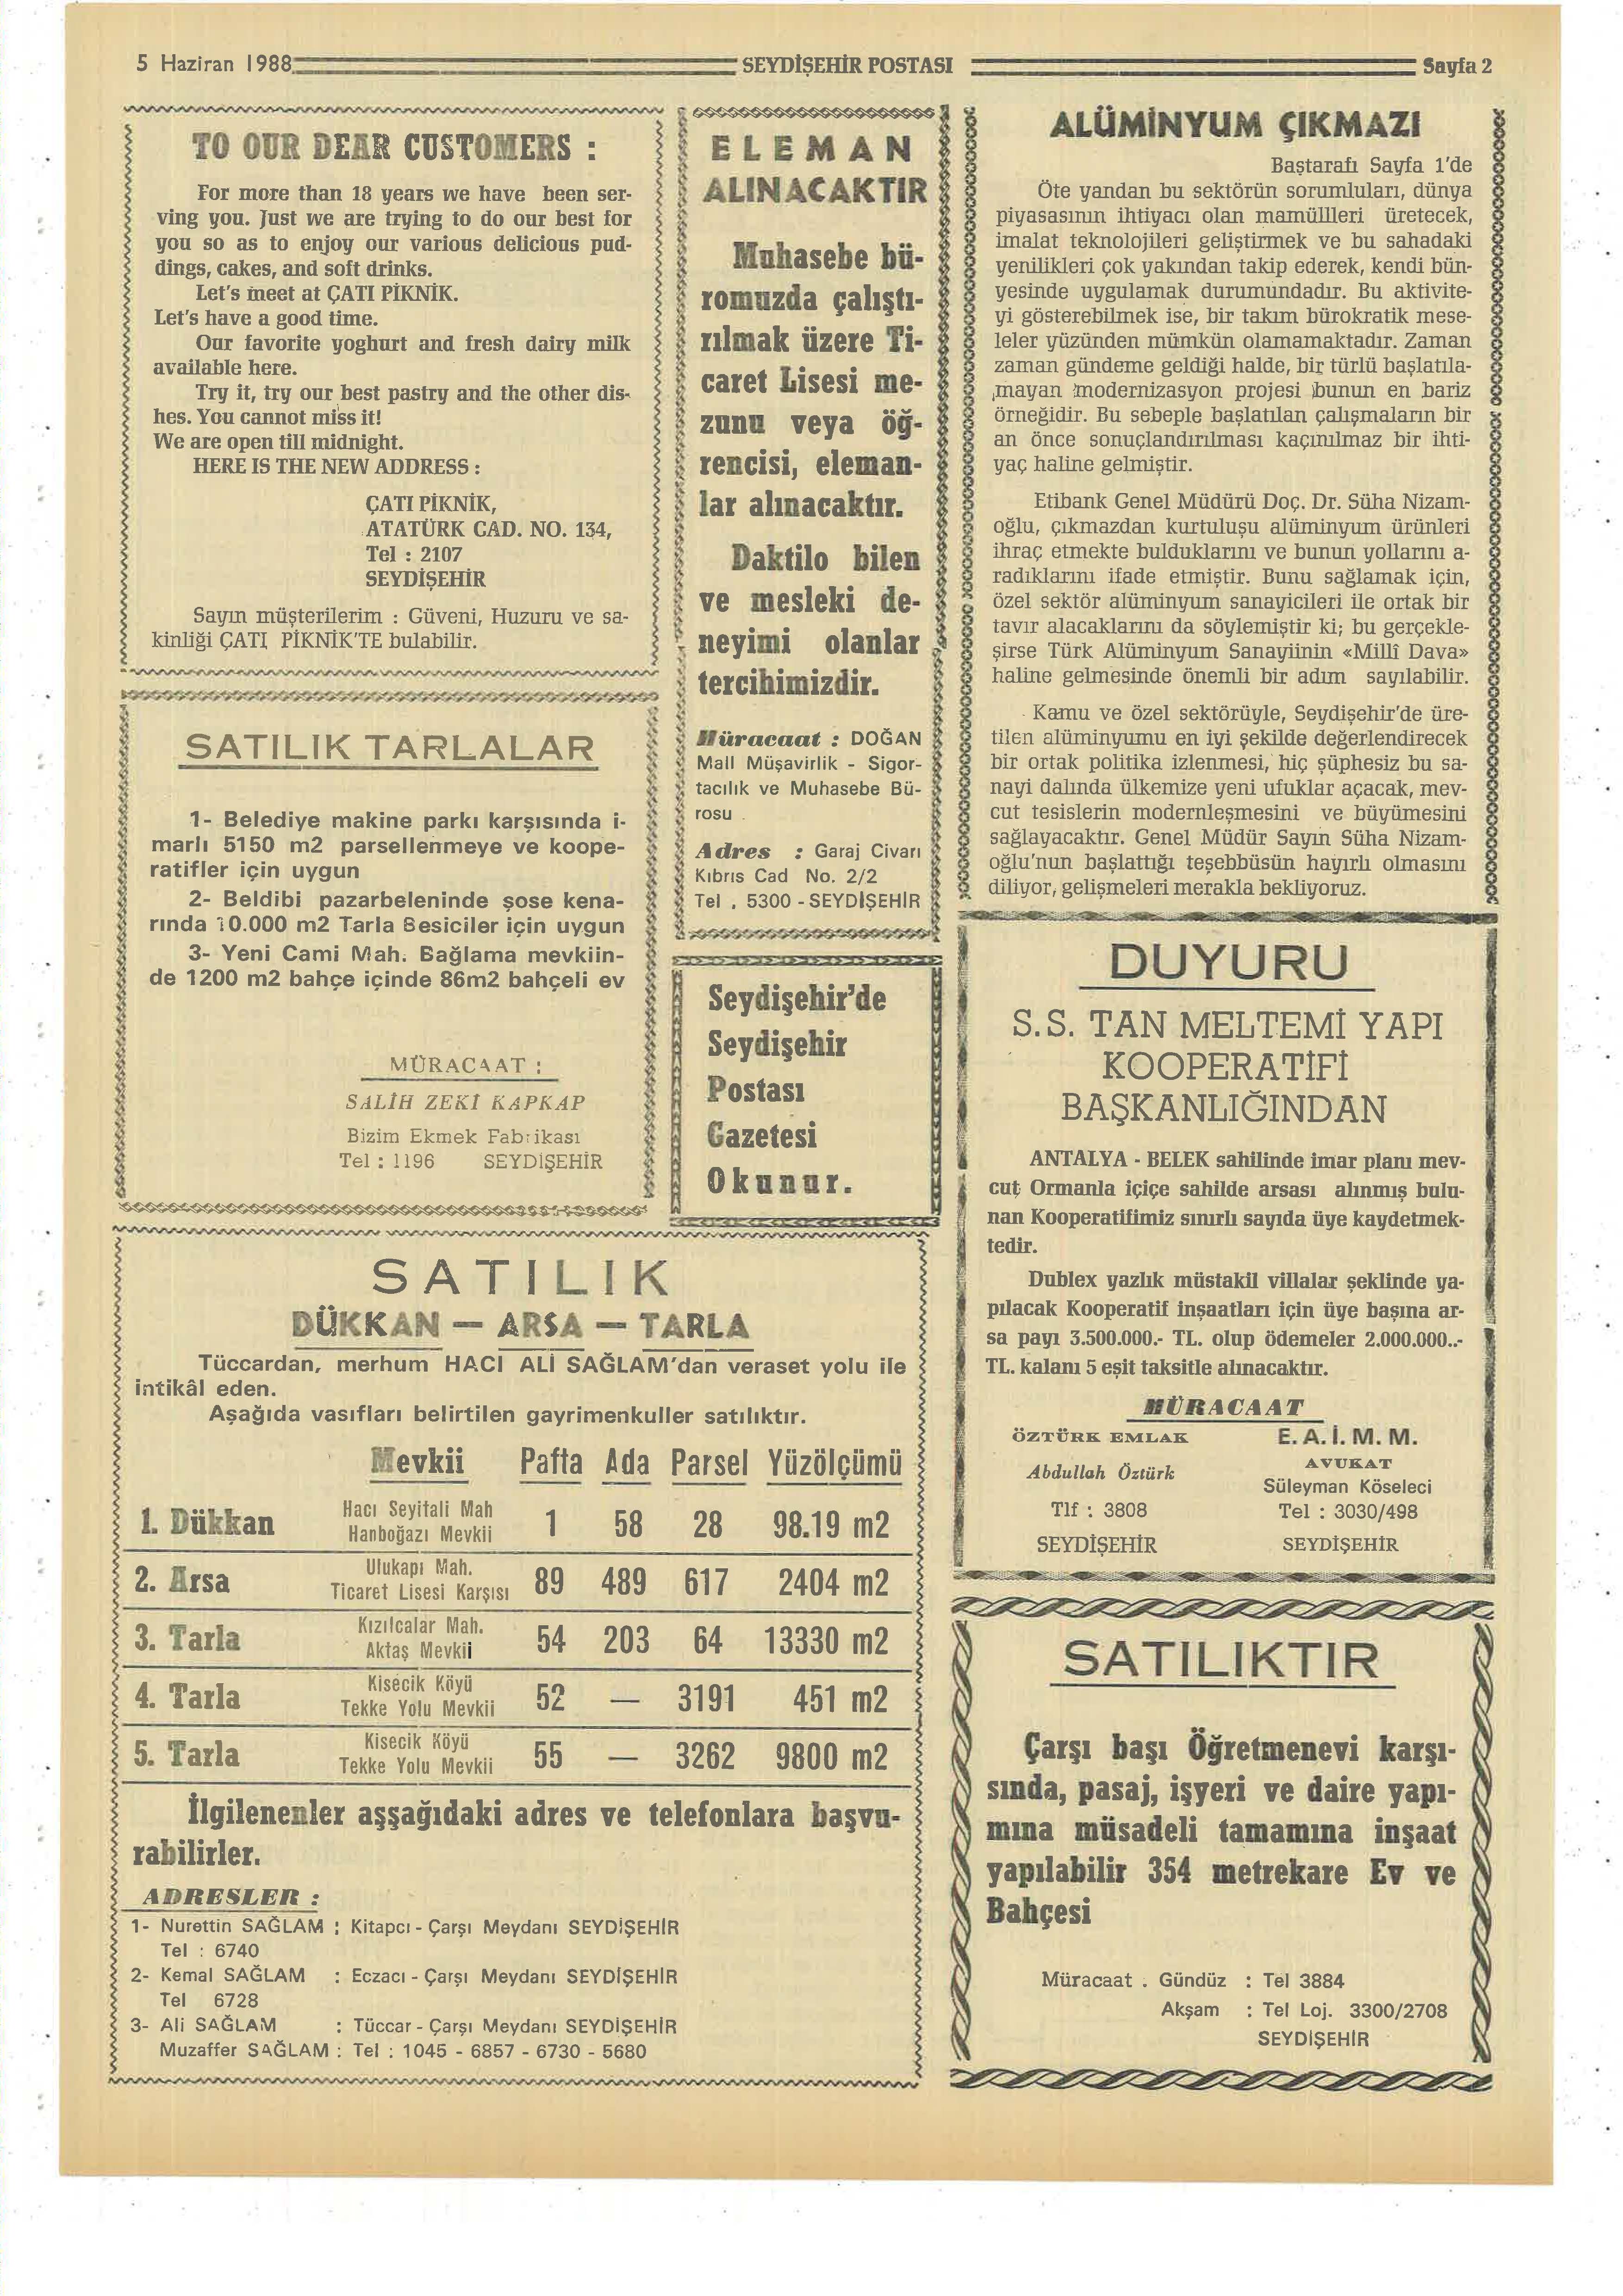 5 Haziran 1988
SEYDİŞEHİR POSTASI
Sayfa 2
TO OUR DEAR CUSTOMERS :
For more than 18 years we have been ser-
ving you. Just we are trying to do our best for
you so as to enjoy our various delicious pud-
dings, cakes, and soft drinks.
Let's meet at ÇATI PİKNİK.
Let's have a good time.
Our favorite yoghurt and fresh dairy milk
available here.
Try it, try our best pastry and the other dis-
hes. You cannot miss it!
We are open till midnight.
HERE IS THE NEW ADDRESS :
ÇATI PİKNİK,
ATATÜRK CAD. NO. 134,
Tel : 2107
SEYDİŞEHİR
Sayın müşterilerim : Güveni, Huzuru ve sa-
kinliği ÇATI PİKNİK'TE bulabilir.
SATILIK TARLALAR
1- Belediye makine parkı karşısında i-
marlı 5150 m2 parsellenmeye ve koope-
ratifler için uygun
2- Beldibi pazarbeleninde şose kena-
rında 10.000 m2 Tarla Besiciler için uygun
3- Yeni Cami Mah. Bağlama mevkiin-
de 1200 m2 bahçe içinde 86m2 bahçeli ev
MÜRACAAT :
SALİH ZEKİ KAPKAP
Bizim Ekmek Fabrikası
Tel : 1196 SEYDİŞEHİR
ELEMAN
ALINACAKTIR
Muhasebe bü-
romuzda çalıştı-
rılmak üzere Ti-
caret Lisesi me-
zunu veya öğ-
rencisi, eleman-
lar alınacaktır.
Daktilo bilen
ve mesleki de-
neyimi olanlar
tercihimizdir.
Müracaat : DOĞAN
Mall Müşavirlik - Sigor-
tacılık ve Muhasebe Bü-
rosu
Adres : Garaj Civarı
Kıbrıs Cad No. 2/2
Tel . 5300 - SEYDİŞEHİR
Seydişehir'de
Seydişehir
Postası
Gazetesi
Okunur.
ALÜMİNYUM ÇIKMAZI
Baştarafı Sayfa 1'de
Öte yandan bu sektörün sorumluları, dünya
piyasasının ihtiyacı olan mamüllleri üretecek,
imalat teknolojileri geliştirmek ve bu sahadaki
yenilikleri çok yakından takip ederek, kendi bün-
yesinde uygulamak durumundadır. Bu aktivite-
yi gösterebilmek ise, bir takım bürokratik mese-
leler yüzünden mümkün olamamaktadır. Zaman
zaman gündeme geldiği halde, bir türlü başlatıla-
mayan modernizasyon projesi bunun en bariz
örneğidir. Bu sebeple başlatılan çalışmaların bir
an önce sonuçlandırılması kaçınılmaz bir ihti-
yaç haline gelmiştir.
Etibank Genel Müdürü Doç. Dr. Süha Nizam-
oğlu, çıkmazdan kurtuluşu alüminyum ürünleri
ihraç etmekte bulduklarını ve bunun yollarını a-
radıklarını ifade etmiştir. Bunu sağlamak için,
özel sektör alüminyum sanayicileri ile ortak bir
tavır alacaklarını da söylemiştir ki; bu gerçekle-
şirse Türk Alüminyum Sanayiinin «Millî Dava»
haline gelmesinde önemli bir adım sayılabilir.
Kamu ve özel sektörüyle, Seydişehir'de üre-
tilen alüminyumu en iyi şekilde değerlendirecek
bir ortak politika izlenmesi, hiç şüphesiz bu sa-
nayi dalında ülkemize yeni ufuklar açacak, mev-
cut tesislerin modernleşmesini ve büyümesini
sağlayacaktır. Genel Müdür Sayın Süha Nizam-
oğlu'nun başlattığı teşebbüsün hayırlı olmasını
diliyor, gelişmeleri merakla bekliyoruz.
DUYURU
S.S. TAN MELTEMİ YAPI
KOOPERATİFİ
BAŞKANLIĞINDAN
ANTALYA - BELEK sahilinde imar planı mev-
cut Ormanla içiçe sahilde arsası alınmış bulu-
nan Kooperatifimiz sınırlı sayıda üye kaydetmek-
tedir.
Dublex yazlık müstakil villalar şeklinde ya-
pılacak Kooperatif inşaatları için üye başına ar-
sa payı 3.500.000.- TL. olup ödemeler 2.000.000..-
TL. kalanı 5 eşit taksitle alınacaktır.
MÜRACAAT
ÖZTÜRK EMLAK
Abdullah Öztürk
Tlf : 3808
SEYDİŞEHİR
E. A. İ. M. M.
AVUKAT
Süleyman Köseleci
Tel : 3030/498
SEYDİŞEHİR
SATILIK
DÜKKAN — ARSA — TARLA
Tüccardan, merhum HACI ALİ SAĞLAM'dan veraset yolu ile
intikâl eden.
Aşağıda vasıfları belirtilen gayrimenkuller satılıktır.
Mevkii Pafta Ada Parsel Yüzölçümü
1. Dükkan Hacı Seyitali Mah Hanboğazı Mevkii 1 58 28 98.19 m2
2. Arsa Ulukapı Mah. Ticaret Lisesi Karşısı 89 489 617 2404 m2
3. Tarla Kızılcalar Mah. Aktaş Mevkii 54 203 64 13330 m2
4. Tarla Kisecik Köyü Tekke Yolu Mevkii 52 — 3191 451 m2
5. Tarla Kisecik Köyü Tekke Yolu Mevkii 55 — 3262 9800 m2
İlgilenenler aşşağıdaki adres ve telefonlara başvu-
rabilirler.
ADRESLER :
1- Nurettin SAĞLAM : Kitapcı - Çarşı Meydanı SEYDİŞEHİR
Tel : 6740
2- Kemal SAĞLAM : Eczacı - Çarşı Meydanı SEYDİŞEHİR
Tel 6728
3- Ali SAĞLAM : Tüccar - Çarşı Meydanı SEYDİŞEHİR
Muzaffer SAĞLAM : Tel : 1045 - 6857 - 6730 - 5680
SATILIKTIR
Çarşı başı Öğretmenevi karşı-
sında, pasaj, işyeri ve daire yapı-
mına müsadeli tamamına inşaat
yapılabilir 354 metrekare Ev ve
Bahçesi
Müracaat . Gündüz : Tel 3884
Akşam : Tel Loj. 3300/2708
SEYDİŞEHİR